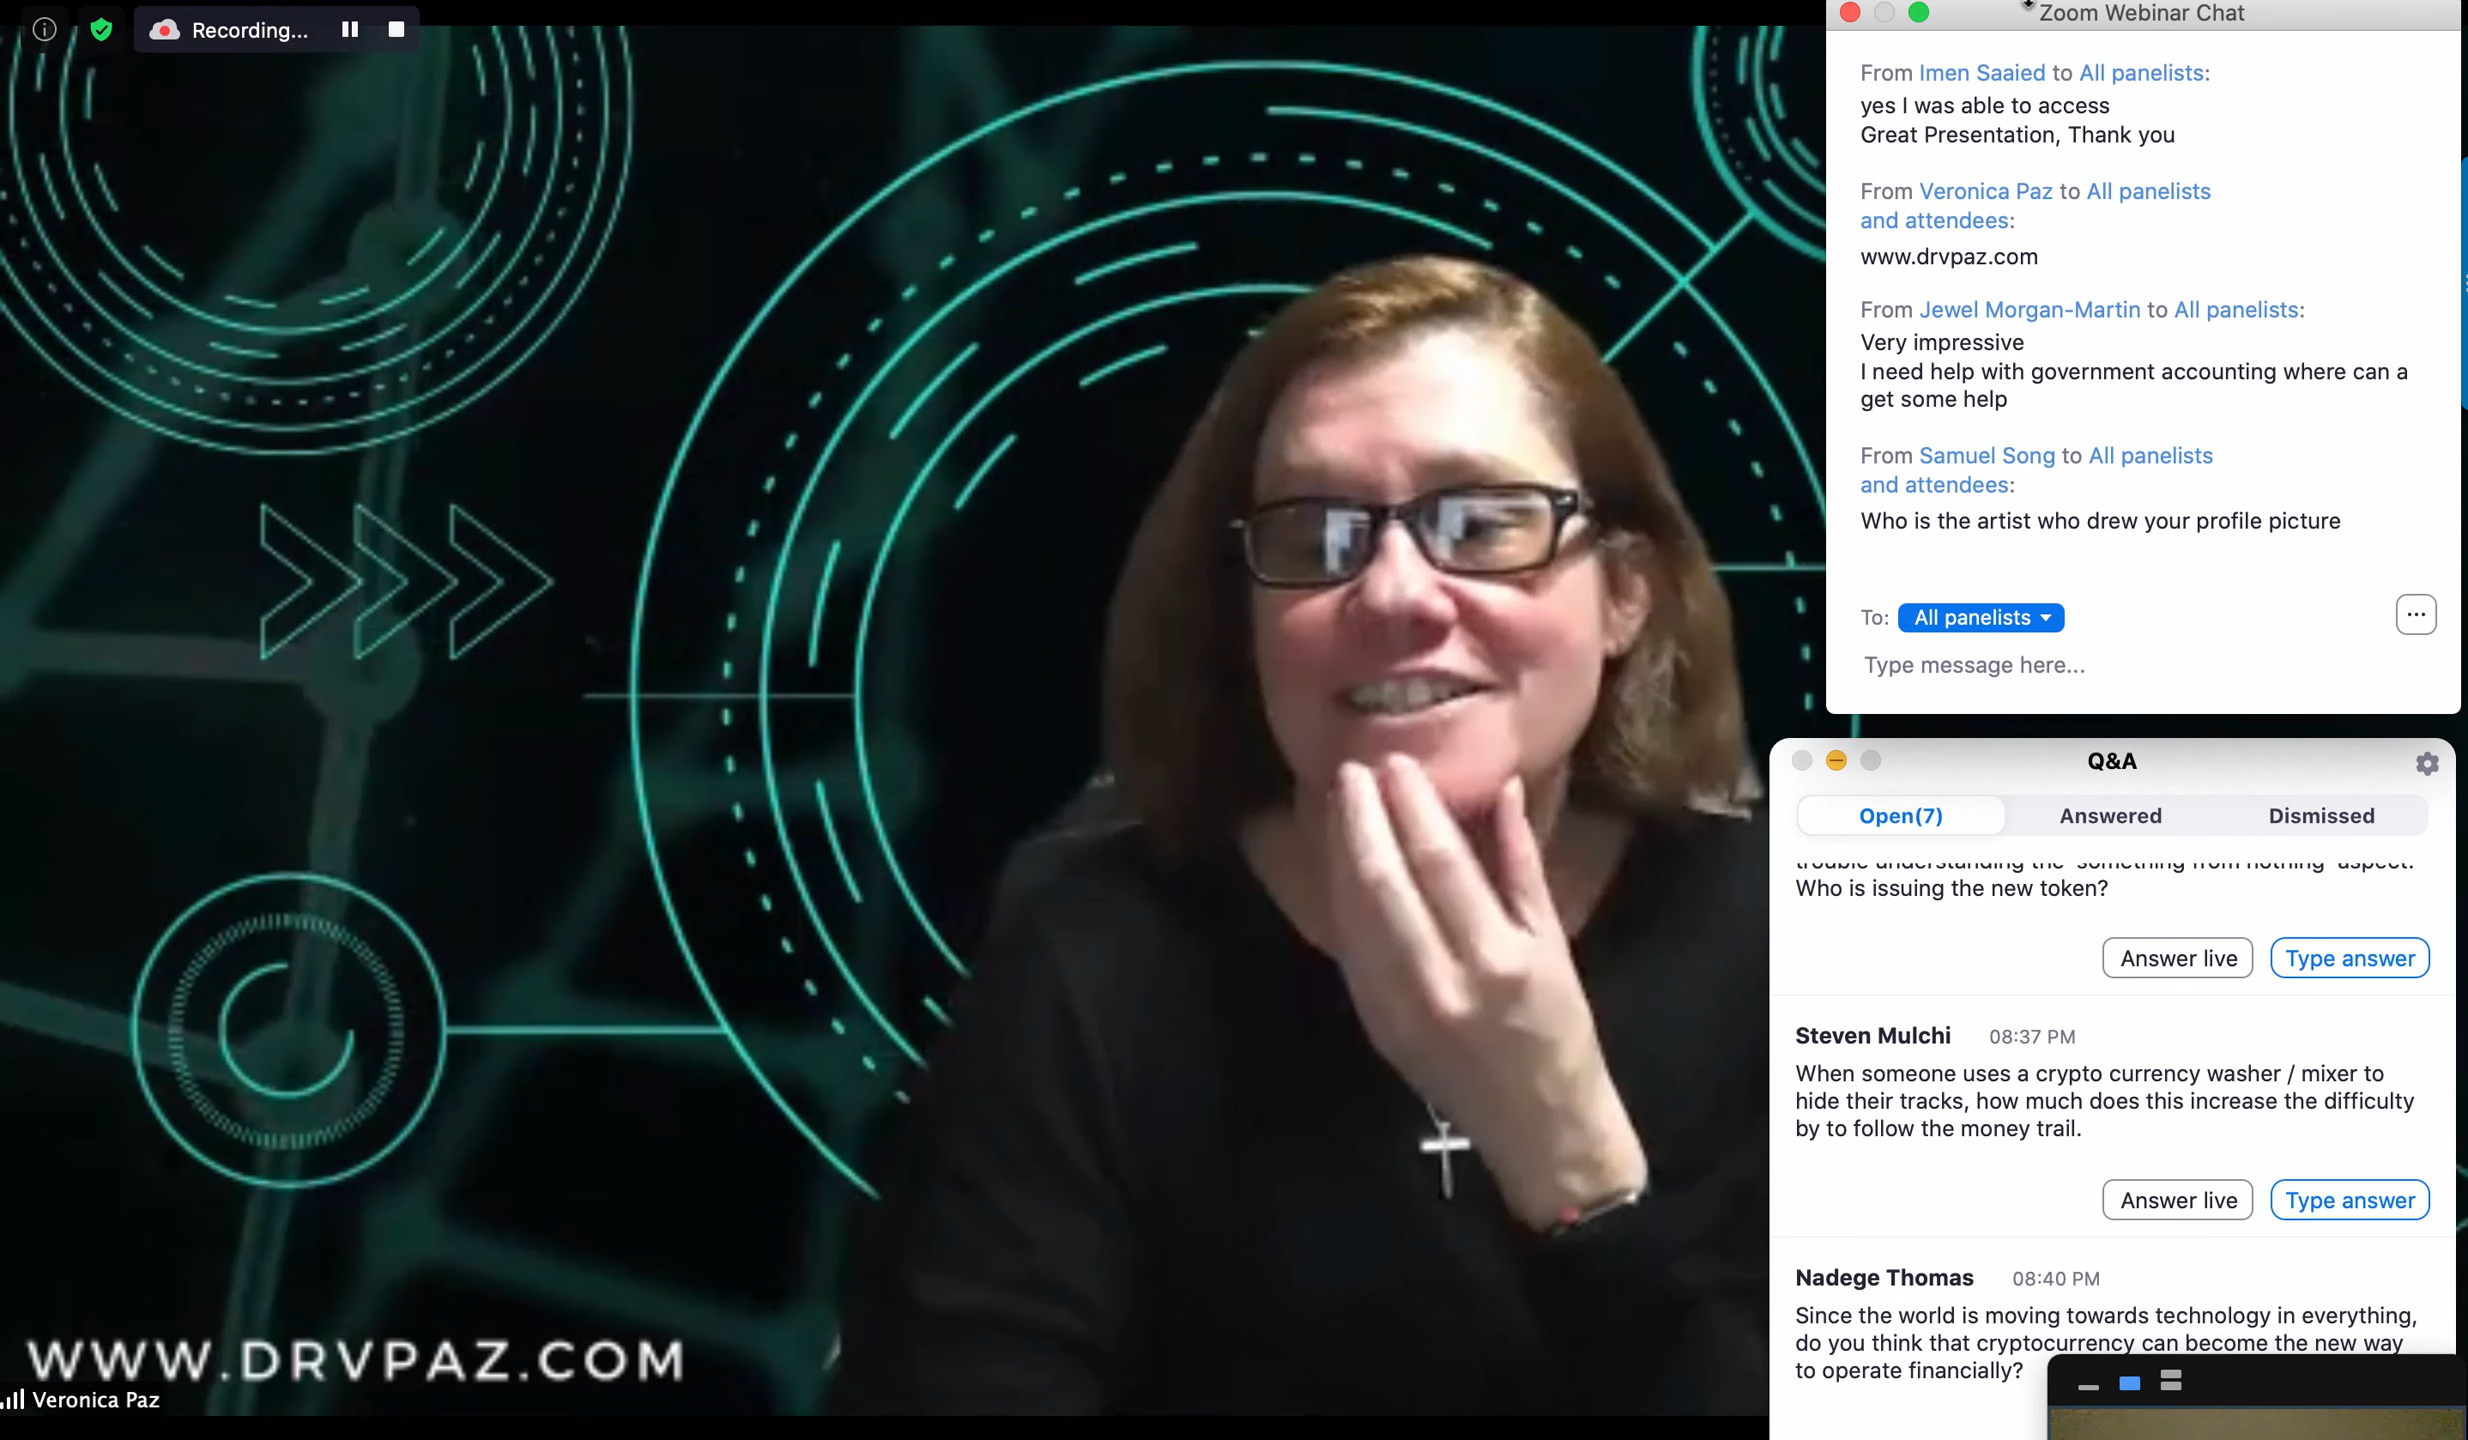 Recording...
WWW.DRVPAZ.COM
Veronica Paz
Zoom Webinar Chat
From Imen Saaied to All panelists:
yes I was able to access
Great Presentation, Thank you
From Veronica Paz to All panelists
and attendees:
www.drvpaz.com
From Jewel Morgan-Martin to All panelists:
Very impressive
I need help with government accounting where can a
get some help
From Samuel Song to All panelists
and attendees:
Who is the artist who drew your profile picture
To: All panelists
Type message here...
Q&A
Open(7) Answered Dismissed
trouble understanding the "something from nothing" aspect.
Who is issuing the new token?
Answer live Type answer
Steven Mulchi 08:37 PM
When someone uses a crypto currency washer / mixer to
hide their tracks, how much does this increase the difficulty
by to follow the money trail.
Answer live Type answer
Nadege Thomas 08:40 PM
Since the world is moving towards technology in everything,
do you think that cryptocurrency can become the new way
to operate financially?